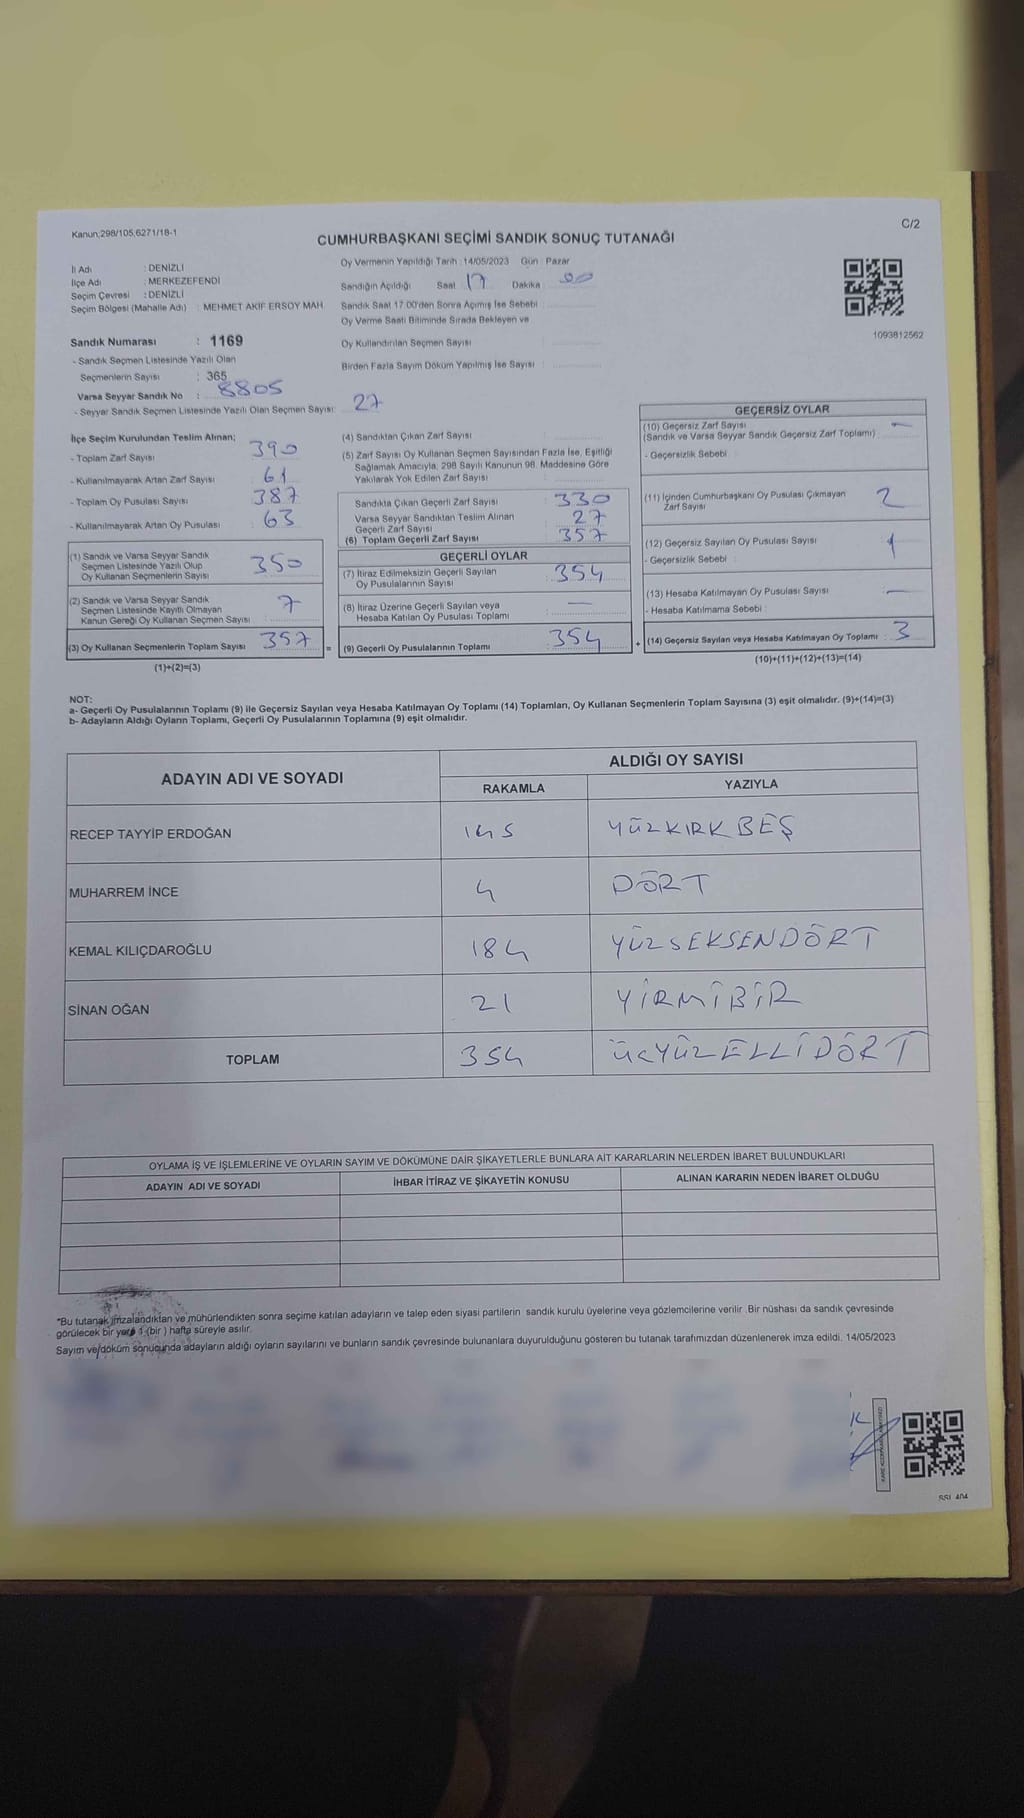 Kanun;298/105,6271/18-1
C/2
CUMHURBAŞKANI SEÇİMİ SANDIK SONUÇ TUTANAĞI
İl Adı : DENİZLİ
İlçe Adı : MERKEZEFENDİ
Seçim Çevresi : DENİZLİ
Seçim Bölgesi (Mahalle Adı) : MEHMET AKİF ERSOY MAH.
Oy Vermenin Yapıldığı Tarih : 14/05/2023 Gün : Pazar
Sandığın Açıldığı Saat : 17 Dakika : 00
Sandık Saat 17:00'den Sonra Açımış İse Sebebi :
Oy Verme Saati Bitiminde Sırada Bekleyen ve
Oy Kullandırılan Seçmen Sayısı :
Birden Fazla Sayım Döküm Yapılmış İse Sayısı :
1093812562
Sandık Numarası : 1169
- Sandık Seçmen Listesinde Yazılı Olan
Seçmenlerin Sayısı : 365
Varsa Seyyar Sandık No : 8805
- Seyyar Sandık Seçmen Listesinde Yazılı Olan Seçmen Sayısı: 27
İlçe Seçim Kurulundan Teslim Alınan;
- Toplam Zarf Sayısı : 390
- Kullanılmayarak Artan Zarf Sayısı : 61
- Toplam Oy Pusulası Sayısı : 387
- Kullanılmayarak Artan Oy Pusulası : 63
(1) Sandık ve Varsa Seyyar Sandık
Seçmen Listesinde Yazılı Olup
Oy Kullanan Seçmenlerin Sayısı : 350
(2) Sandık ve Varsa Seyyar Sandık
Seçmen Listesinde Kayıtlı Olmayan
Kanun Gereği Oy Kullanan Seçmen Sayısı : 7
(3) Oy Kullanan Seçmenlerin Toplam Sayısı : 357 =
(1)+(2)=(3)
(4) Sandıktan Çıkan Zarf Sayısı :
(5) Zarf Sayısı Oy Kullanan Seçmen Sayısından Fazla İse, Eşitliği
Sağlamak Amacıyla, 298 Sayılı Kanunun 98. Maddesine Göre
Yakılarak Yok Edilen Zarf Sayısı :
Sandıkta Çıkan Geçerli Zarf Sayısı : 330
Varsa Seyyar Sandıktan Teslim Alınan
Geçerli Zarf Sayısı : 27
(6) Toplam Geçerli Zarf Sayısı : 357
GEÇERLİ OYLAR
(7) İtiraz Edilmeksizin Geçerli Sayılan
Oy Pusulalarının Sayısı : 354
(8) İtiraz Üzerine Geçerli Sayılan veya
Hesaba Katılan Oy Pusulası Toplamı : —
(9) Geçerli Oy Pusulalarının Toplamı : 354 +
GEÇERSİZ OYLAR
(10) Geçersiz Zarf Sayısı : —
(Sandık ve Varsa Seyyar Sandık Geçersiz Zarf Toplamı)
- Geçersizlik Sebebi :
(11) İçinden Cumhurbaşkanı Oy Pusulası Çıkmayan
Zarf Sayısı : 2
(12) Geçersiz Sayılan Oy Pusulası Sayısı : 1
- Geçersizlik Sebebi :
(13) Hesaba Katılmayan Oy Pusulası Sayısı : —
- Hesaba Katılmama Sebebi :
(14) Geçersiz Sayılan veya Hesaba Katılmayan Oy Toplamı : 3
(10)+(11)+(12)+(13)=(14)
NOT:
a- Geçerli Oy Pusulalarının Toplamı (9) ile Geçersiz Sayılan veya Hesaba Katılmayan Oy Toplamı (14) Toplamları, Oy Kullanan Seçmenlerin Toplam Sayısına (3) eşit olmalıdır. (9)+(14)=(3)
b- Adayların Aldığı Oyların Toplamı, Geçerli Oy Pusulalarının Toplamına (9) eşit olmalıdır.
ADAYIN ADI VE SOYADI ALDIĞI OY SAYISI
RAKAMLA YAZIYLA
RECEP TAYYİP ERDOĞAN 145 YÜZKIRKBEŞ
MUHARREM İNCE 4 DÖRT
KEMAL KILIÇDAROĞLU 184 YÜZSEKSENDÖRT
SİNAN OĞAN 21 YİRMİBİR
TOPLAM 354 ÜÇYÜZELLİDÖRT
OYLAMA İŞ VE İŞLEMLERİNE VE OYLARIN SAYIM VE DÖKÜMÜNE DAİR ŞİKAYETLERLE BUNLARA AİT KARARLARIN NELERDEN İBARET BULUNDUKLARI
ADAYIN ADI VE SOYADI İHBAR İTİRAZ VE ŞİKAYETİN KONUSU ALINAN KARARIN NEDEN İBARET OLDUĞU
*Bu tutanak imzalandıktan ve mühürlendikten sonra seçime katılan adayların ve talep eden siyasi partilerin sandık kurulu üyelerine veya gözlemcilerine verilir. Bir nüshası da sandık çevresinde
görülecek bir yere 1 (bir ) hafta süreyle asılır.
Sayım ve döküm sonucunda adayların aldığı oyların sayılarını ve bunların sandık çevresinde bulunanlara duyurulduğunu gösteren bu tutanak tarafımızdan düzenlenerek imza edildi. 14/05/2023